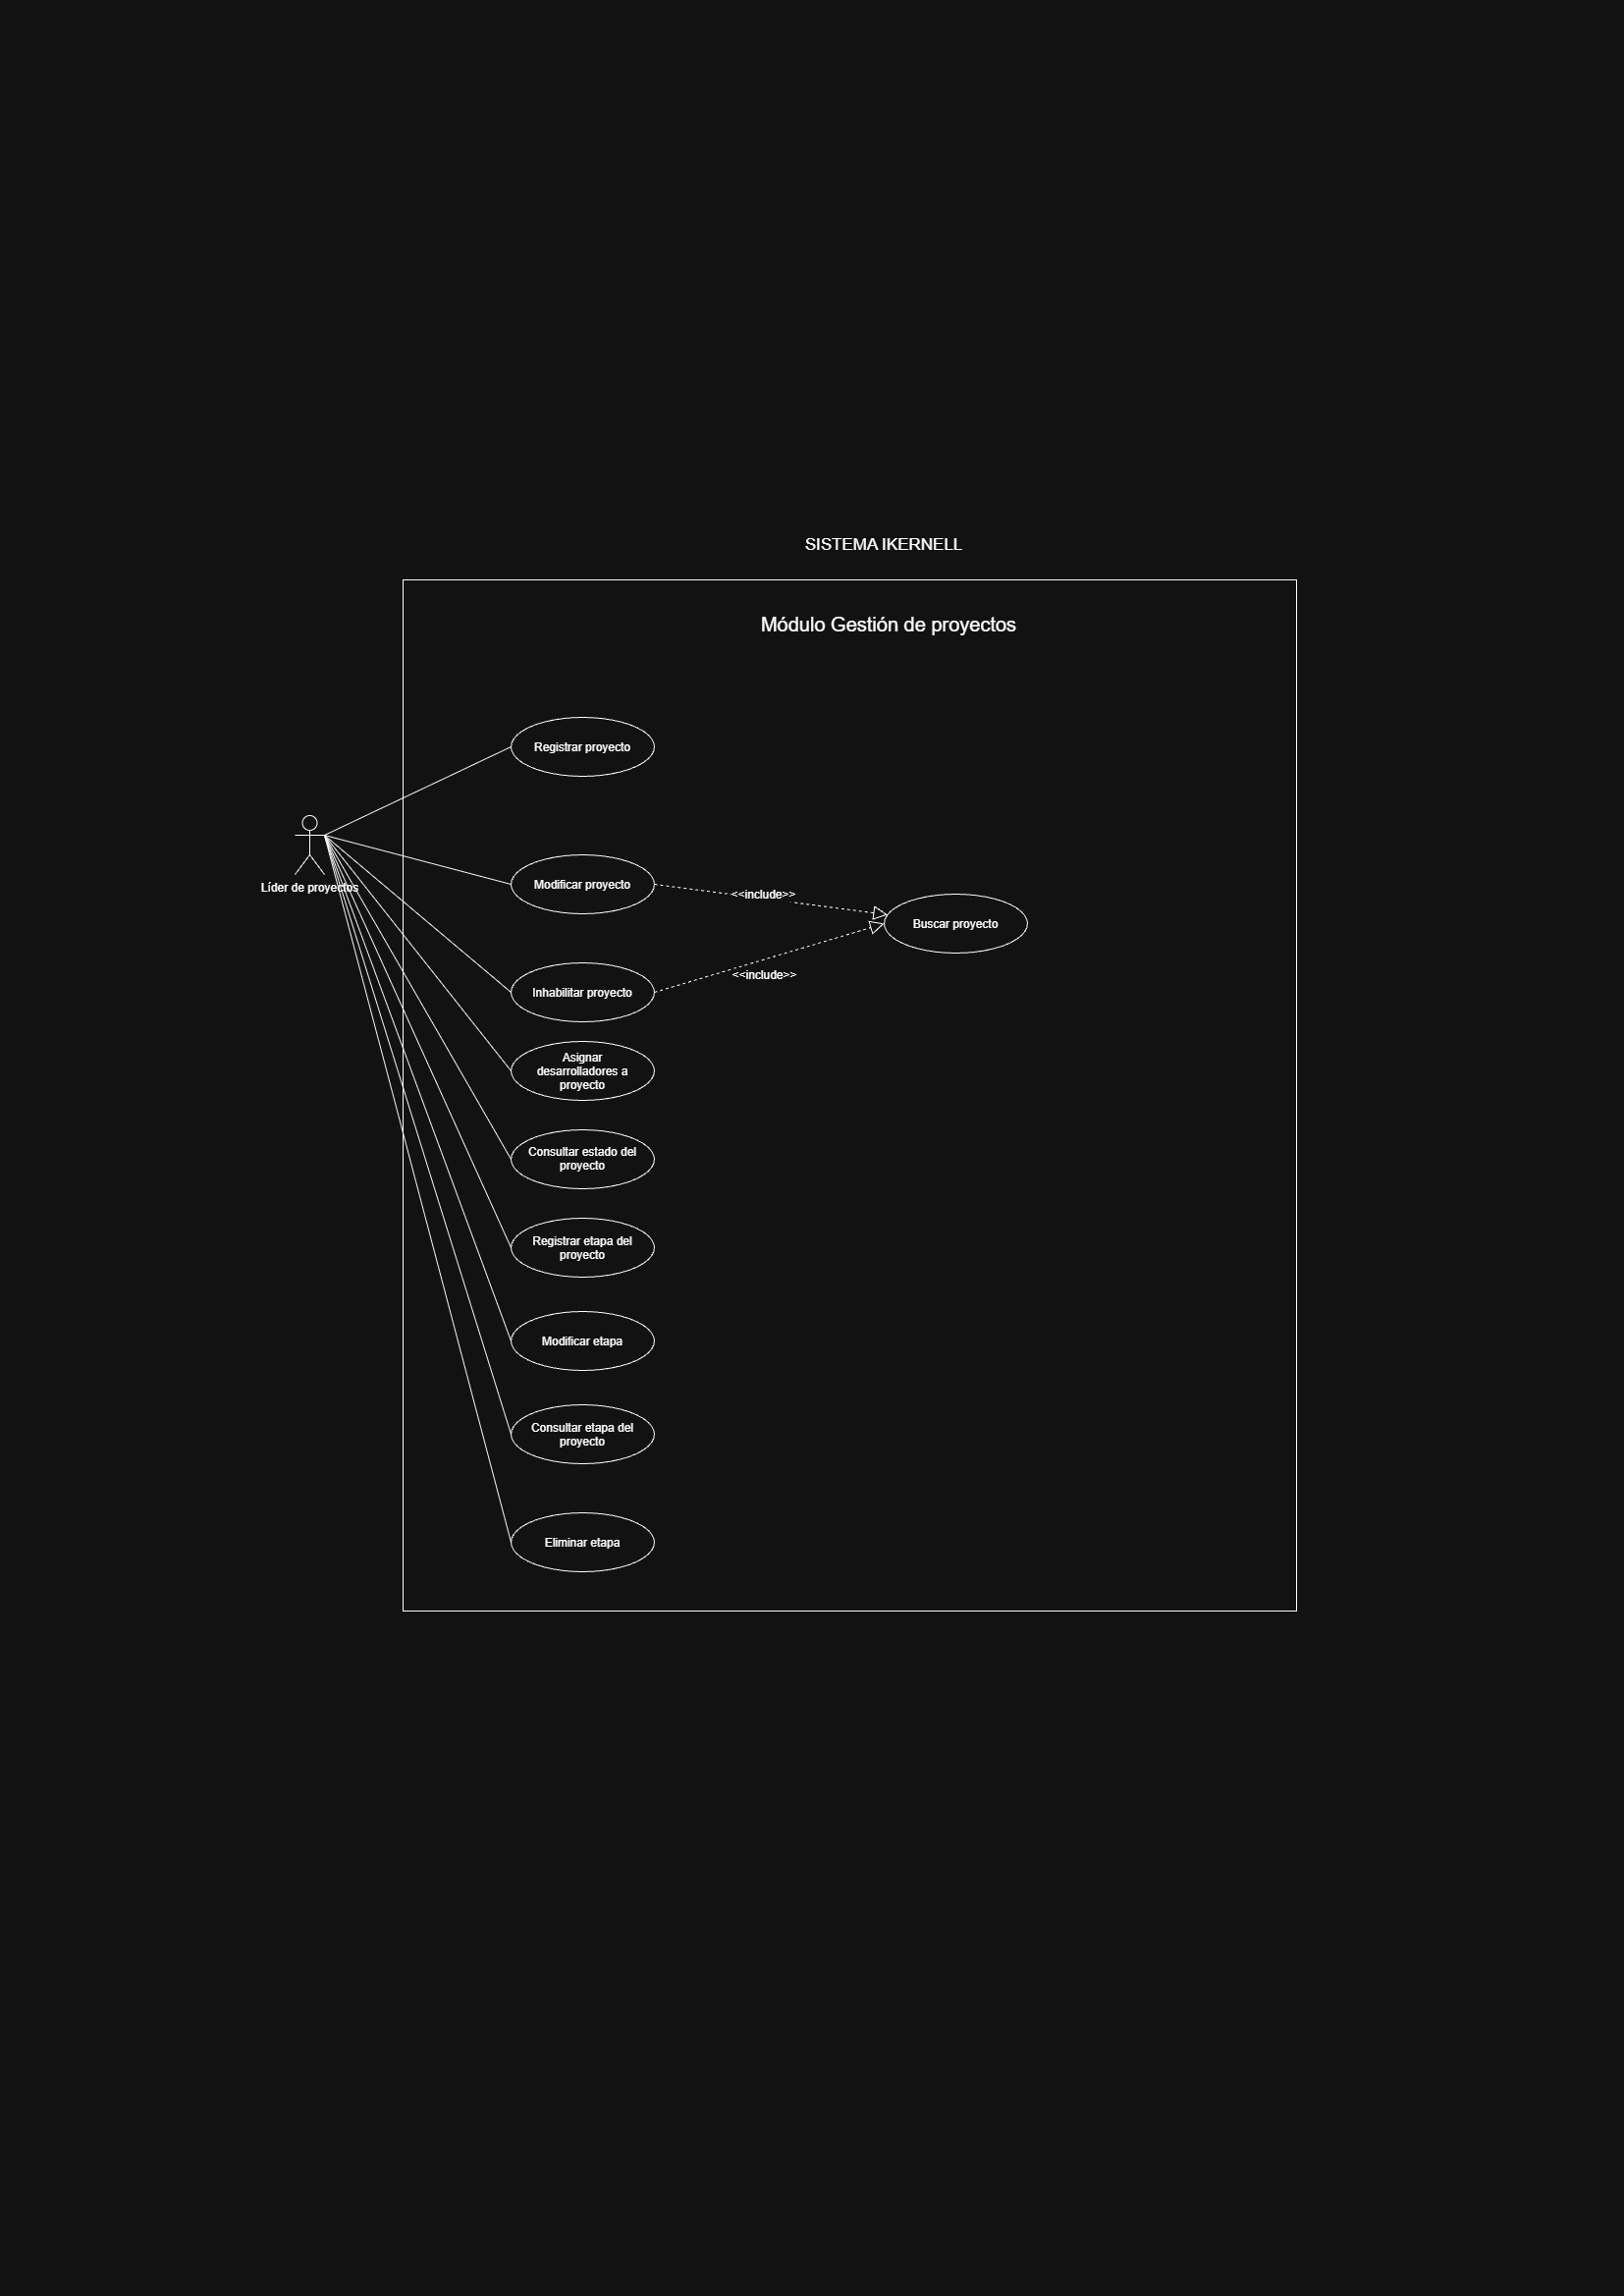 SISTEMA IKERNELL
Módulo Gestión de proyectos
Registrar proyecto
Líder de proyectos
Modificar proyecto
<<include>>
Buscar proyecto
Inhabilitar proyecto
<<include>>
Asignar
desarrolladores a
proyecto
Consultar estado del
proyecto
Registrar etapa del
proyecto
Modificar etapa
Consultar etapa del
proyecto
Eliminar etapa